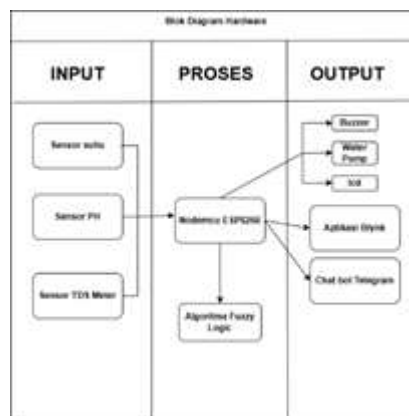 Blok Diagram Hardware
INPUT
PROSES
OUTPUT
Sensor suhu
Sensor PH
Sensor TDS Meter
Nodemcu ESP8266
Algoritma Fuzzy
Logic
Buzzer
Water
Pump
lcd
Aplikasi Blynk
Chat bot Telegram